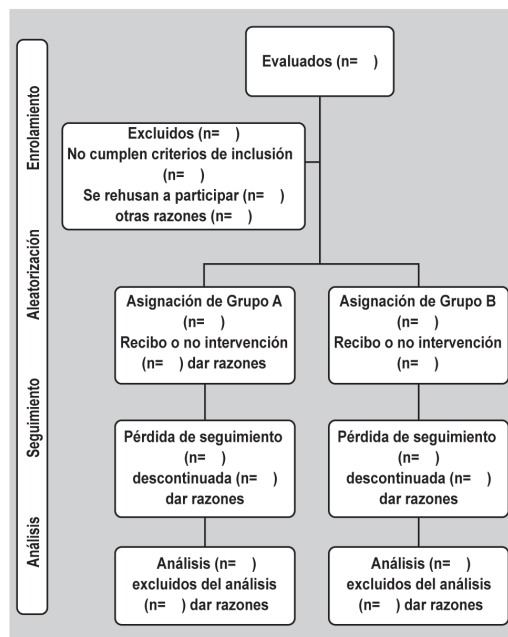 Enrolamiento
Evaluados (n=    )
Excluidos (n=    )
No cumplen criterios de inclusión
(n=    )
Se rehusan a participar (n=    )
otras razones (n=    )
Aleatorización
Asignación de Grupo A
(n=    )
Recibo o no intervención
(n=    ) dar razones
Asignación de Grupo B
(n=    )
Recibo o no intervención
(n=    )
Seguimiento
Pérdida de seguimiento
(n=    )
descontinuada (n=    )
dar razones
Pérdida de seguimiento
(n=    )
descontinuada (n=    )
dar razones
Análisis
Análisis (n=    )
excluidos del análisis
(n=    ) dar razones
Análisis (n=    )
excluidos del análisis
(n=    ) dar razones